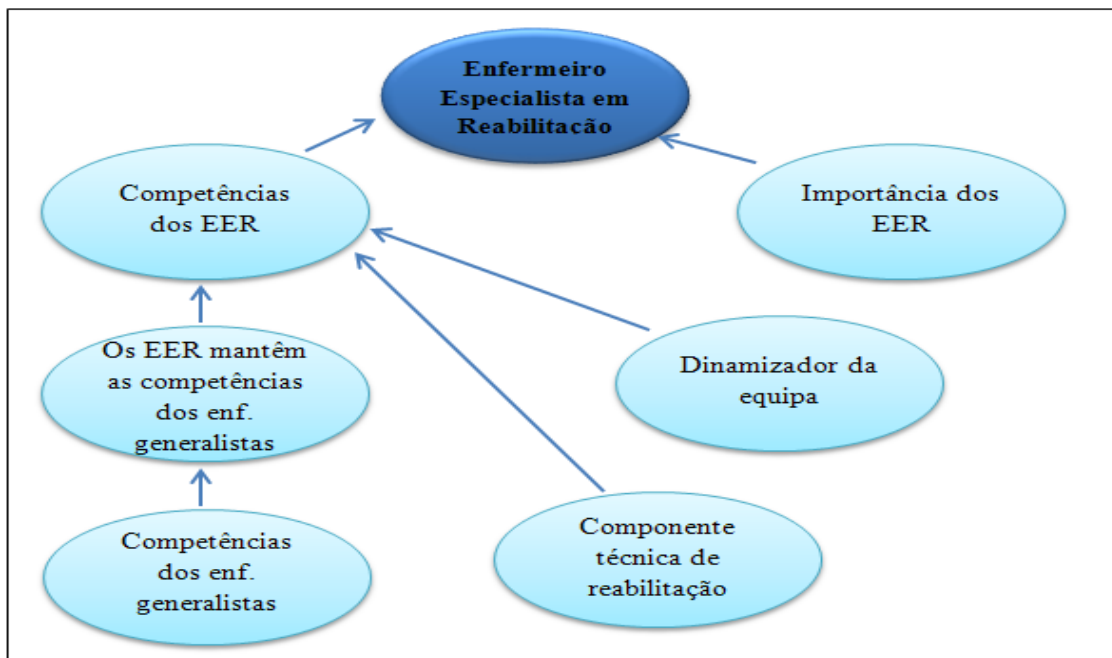 Enfermeiro
Especialista em
Reabilitação
Competências
dos EER
Importância dos
EER
Os EER mantêm
as competências
dos enf.
generalistas
Dinamizador da
equipa
Competências
dos enf.
generalistas
Componente
técnica de
reabilitação